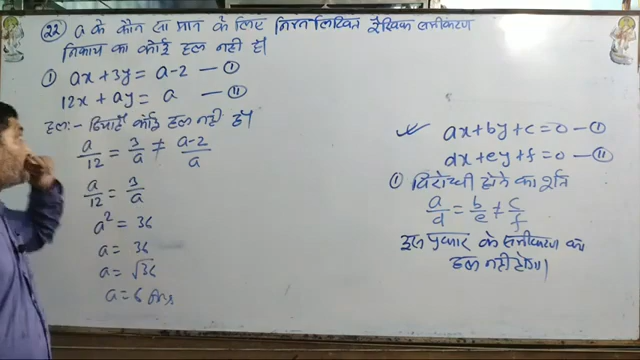 (22) a के कौन सा मान के लिए निम्नलिखित रैखिक समीकरण
निकाय का कोई हल नहीं है।
① ax + 3y = a-2 — ①
12x + ay = a — ⑪
हलः- दिया है कोई हल नहीं है।
a/12 = 3/a ≠ a-2/a
a/12 = 3/a
a² = 36
a = 36
a = √36
a = 6 Ans
ax+by+c=0 — ①
dx+ey+f=0 — ⑪
① विरोधी होने का शर्त
a/d = b/e ≠ c/f
इस प्रकार के समीकरण का
हल नहीं होगा।